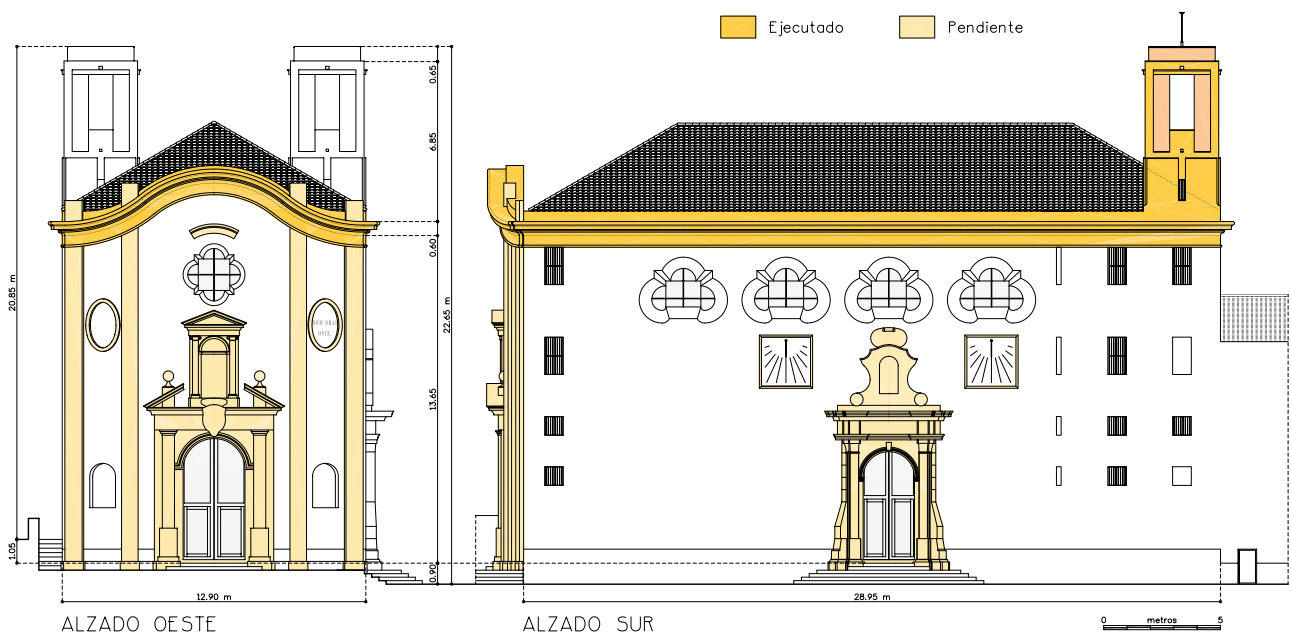 Ejecutado
Pendiente
0.65
6.85
0.60
20.85 m
22.65 m
13.65
1.05
0.90
12.90 m
28.95 m
ALZADO OESTE
ALZADO SUR
0 metros 5